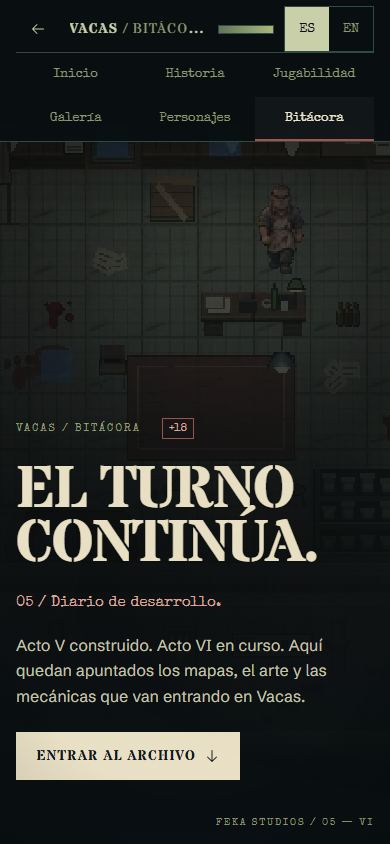 ← VACAS / BITÁCO... ES EN
Inicio Historia Jugabilidad
Galería Personajes Bitácora
VACAS / BITÁCORA +18
EL TURNO
CONTINÚA.
05 / Diario de desarrollo.
Acto V construido. Acto VI en curso. Aquí
quedan apuntados los mapas, el arte y las
mecánicas que van entrando en Vacas.
ENTRAR AL ARCHIVO ↓
FEKA STUDIOS / 05 — VI